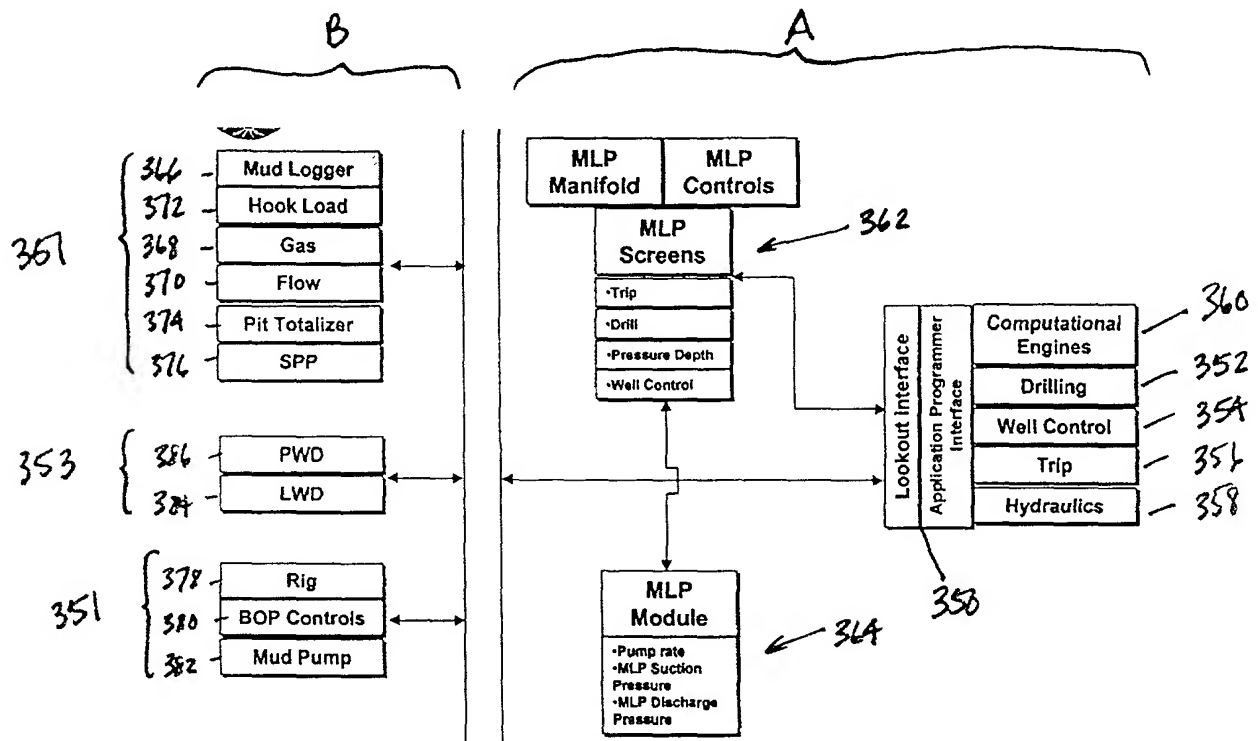 B
A
366
Mud Logger
372
Hook Load
368
Gas
370
Flow
374
Pit Totalizer
376
SPP
351
353
386
PWD
384
LWD
351
378
Rig
380
BOP Controls
382
Mud Pump
MLP
Manifold
MLP
Controls
MLP
Screens
362
•Trip
•Drill
•Pressure Depth
•Well Control
MLP
Module
364
•Pump rate
•MLP Suction
Pressure
•MLP Discharge
Pressure
Lookout Interface
Application Programmer
Interface
350
Computational
Engines
360
Drilling
352
Well Control
354
Trip
356
Hydraulics
358